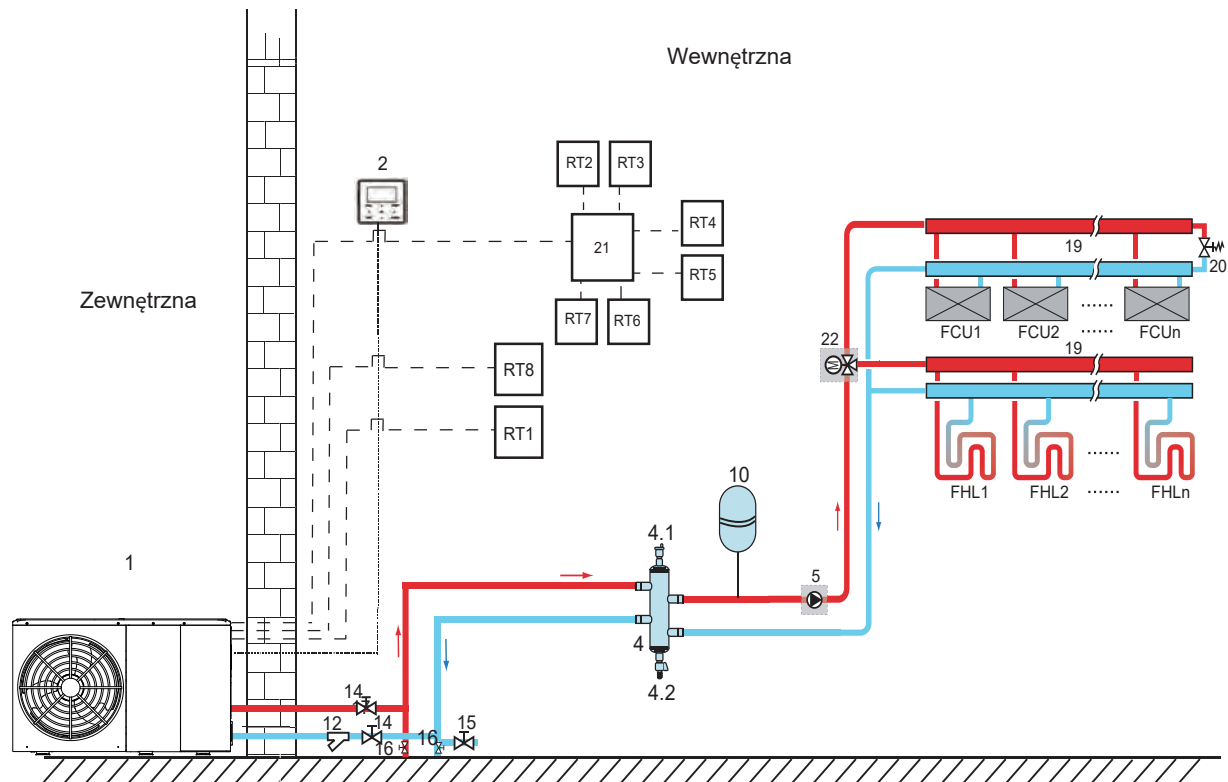 Wewnętrzna
Zewnętrzna
2
RT2
RT3
RT4
21
RT5
RT7
RT6
RT8
RT1
19
20
FCU1
FCU2
......
......
FCUn
22
M
19
......
......
FHL1
FHL2
FHLn
10
4.1
5
4
4.2
1
14
12
14
15
16
16